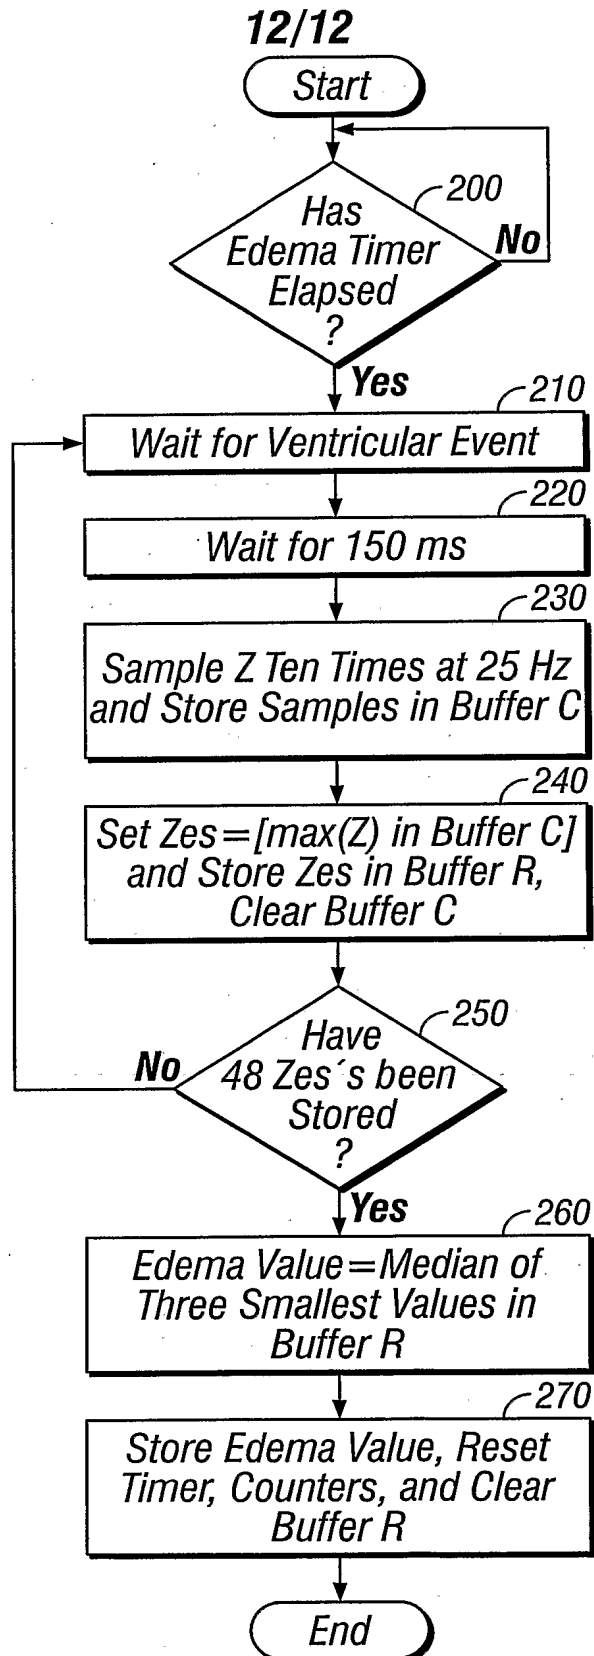 12/12
Start
200
Has
Edema Timer
Elapsed
?
No
Yes
210
Wait for Ventricular Event
220
Wait for 150 ms
230
Sample Z Ten Times at 25 Hz
and Store Samples in Buffer C
240
Set Zes=[max(Z) in Buffer C]
and Store Zes in Buffer R,
Clear Buffer C
250
Have
48 Zes´s been
Stored
?
No
Yes
260
Edema Value=Median of
Three Smallest Values in
Buffer R
270
Store Edema Value, Reset
Timer, Counters, and Clear
Buffer R
End